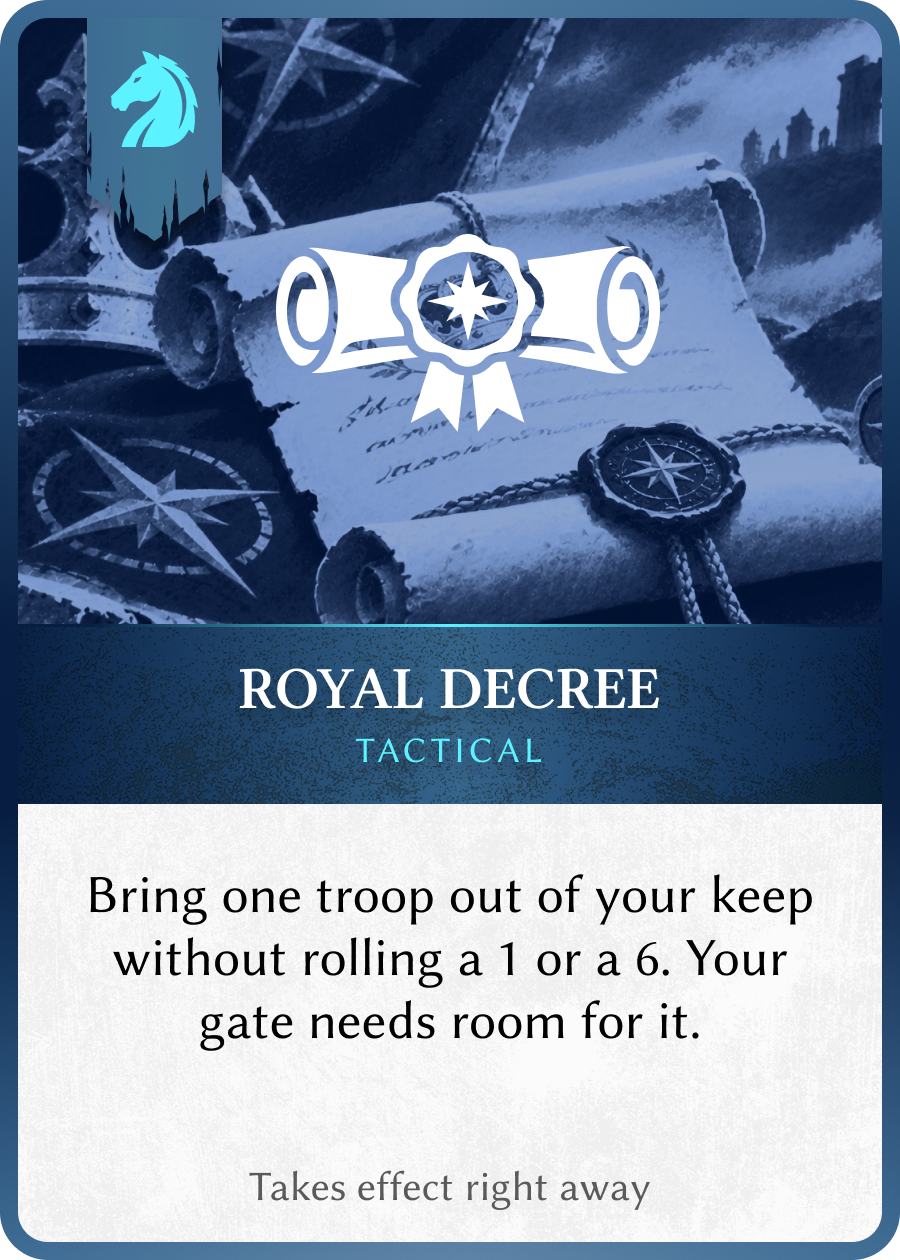 ROYAL DECREE
TACTICAL
Bring one troop out of your keep
without rolling a 1 or a 6. Your
gate needs room for it.
Takes effect right away